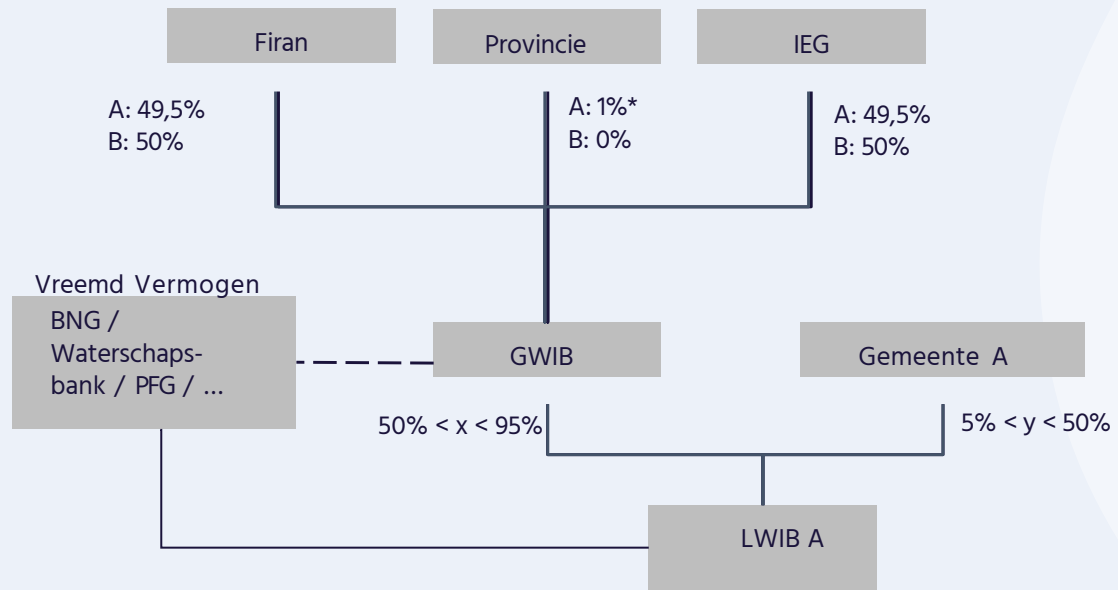 Firan
Provincie
IEG
A: 49,5%
B: 50%
A: 1%*
B: 0%
A: 49,5%
B: 50%
Vreemd Vermogen
BNG /
Waterschaps-
bank / PFG / ...
GWIB
Gemeente A
50% < x < 95%
5% < y < 50%
LWIB A